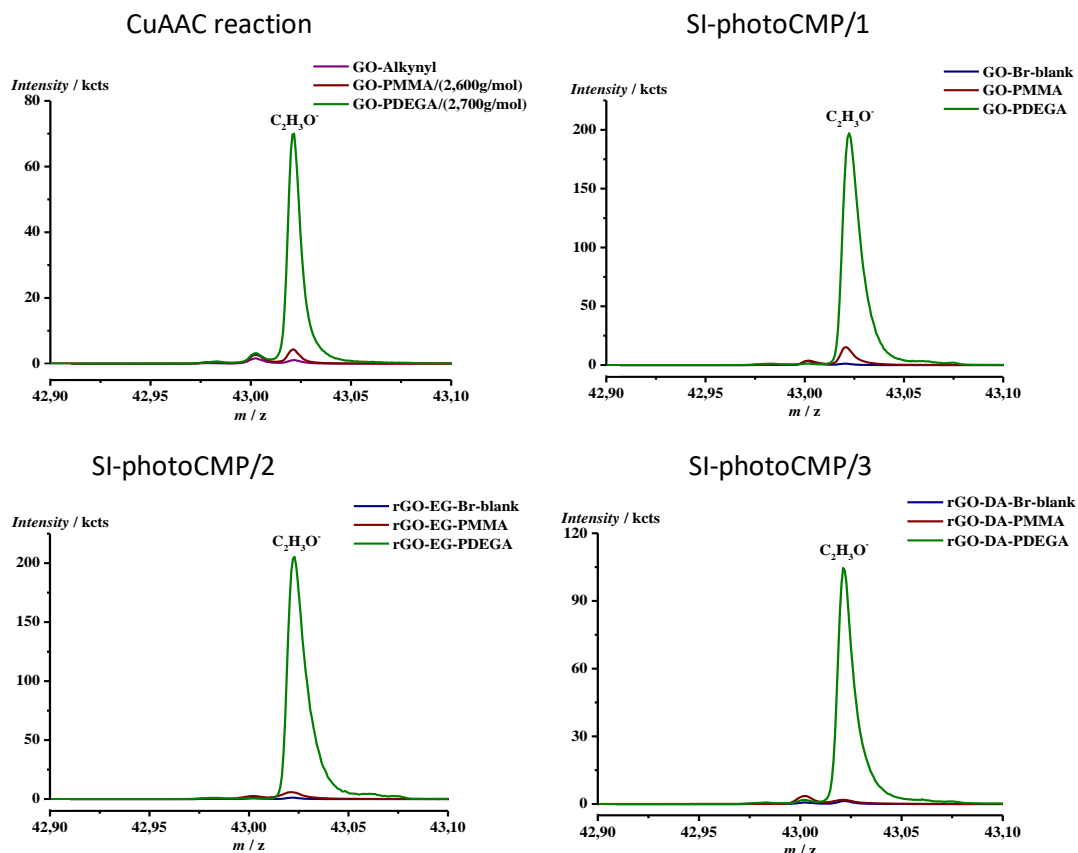 CuAAC reaction
GO-Alkynyl
GO-PMMA/(2,600g/mol)
GO-PDEGA/(2,700g/mol)
Intensity / kcts
80
60
40
20
0
C2H3O-
42,90
42,95
43,00
43,05
43,10
m / z
SI-photoCMP/1
GO-Br-blank
GO-PMMA
GO-PDEGA
Intensity / kcts
200
150
100
50
0
C2H3O-
42,90
42,95
43,00
43,05
43,10
m / z
SI-photoCMP/2
rGO-EG-Br-blank
rGO-EG-PMMA
rGO-EG-PDEGA
Intensity / kcts
200
150
100
50
0
C2H3O-
42,90
42,95
43,00
43,05
43,10
m / z
SI-photoCMP/3
rGO-DA-Br-blank
rGO-DA-PMMA
rGO-DA-PDEGA
Intensity / kcts
120
90
60
30
0
C2H3O-
42,90
42,95
43,00
43,05
43,10
m / z